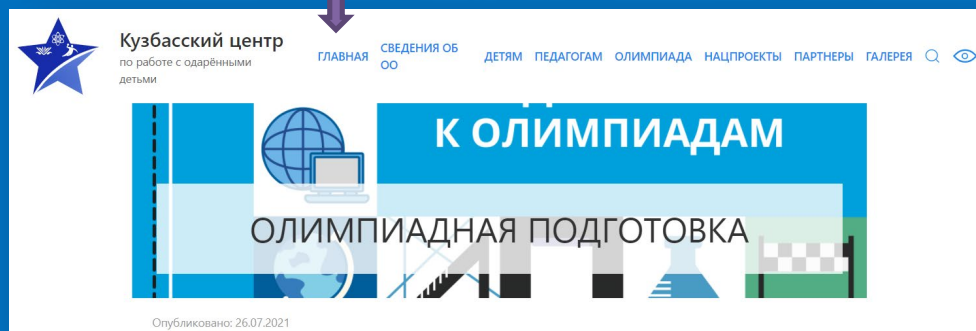 Кузбасский центр
по работе с одарёнными
детьми
ГЛАВНАЯ СВЕДЕНИЯ ОБ ОО ДЕТЯМ ПЕДАГОГАМ ОЛИМПИАДА НАЦПРОЕКТЫ ПАРТНЕРЫ ГАЛЕРЕЯ
К ОЛИМПИАДАМ
ОЛИМПИАДНАЯ ПОДГОТОВКА
Опубликовано: 26.07.2021